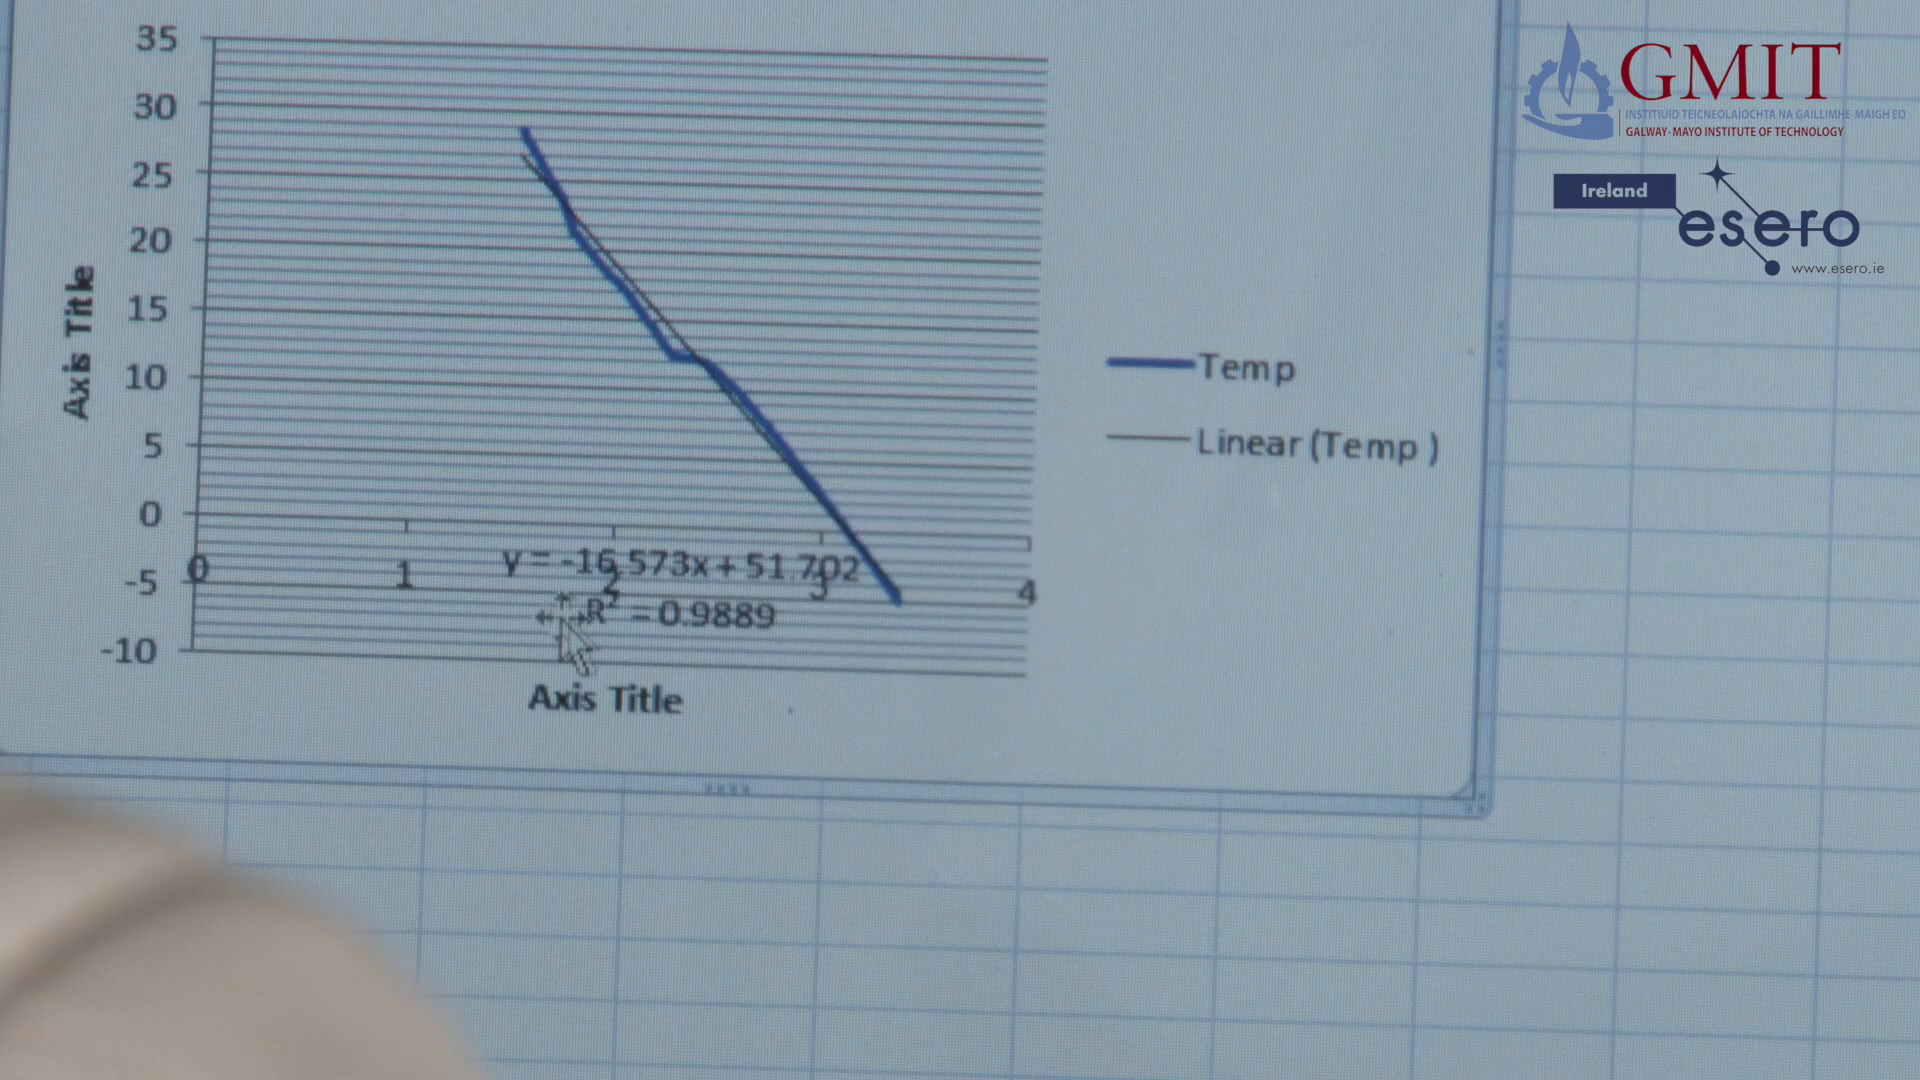 35
30
25
20
15
10
5
0
-5
-10
Axis Title
0 1 2 3 4
y = -16.573x + 51.702
R² = 0.9889
Axis Title
Temp
Linear (Temp )
GMIT
INSTITIÚID TEICNEOLAÍOCHTA NA GAILLIMHE-MAIGH EO
GALWAY-MAYO INSTITUTE OF TECHNOLOGY
Ireland
esero
www.esero.ie